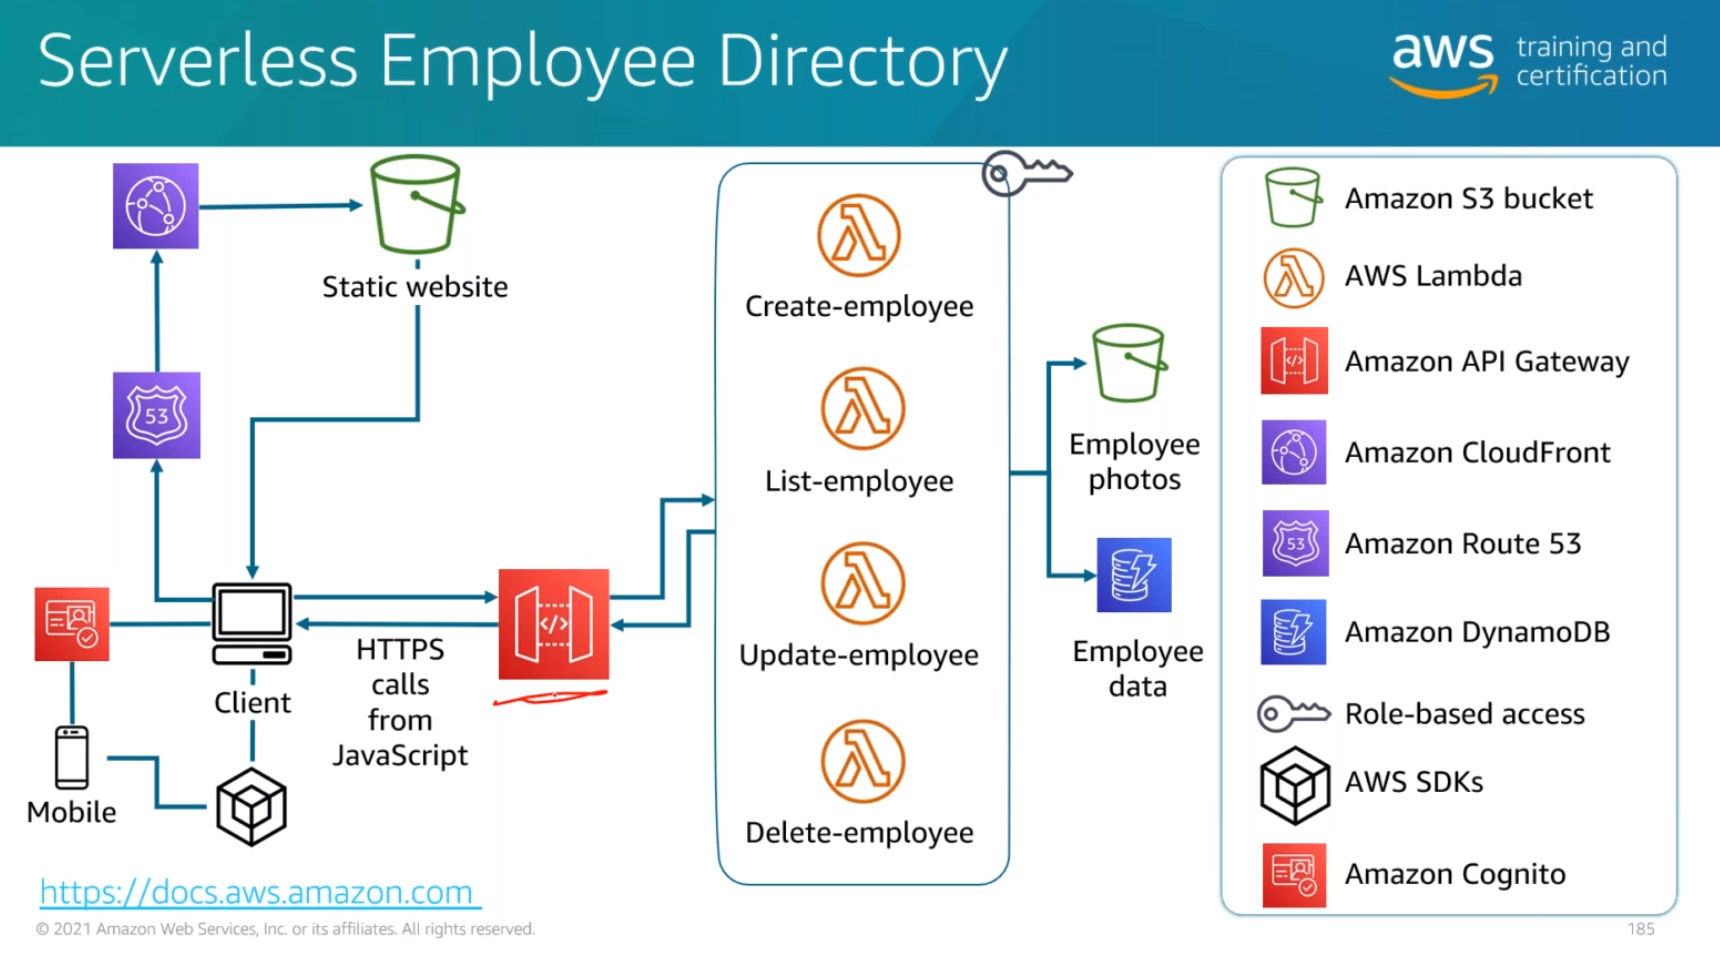 Serverless Employee Directory
aws training and
certification
Static website
53
Client
Mobile
HTTPS
calls
from
JavaScript
</>
Create-employee
List-employee
Update-employee
Delete-employee
Employee
photos
Employee
data
Amazon S3 bucket
AWS Lambda
</> Amazon API Gateway
Amazon CloudFront
53 Amazon Route 53
Amazon DynamoDB
Role-based access
AWS SDKs
Amazon Cognito
https://docs.aws.amazon.com
© 2021 Amazon Web Services, Inc. or its affiliates. All rights reserved.
185